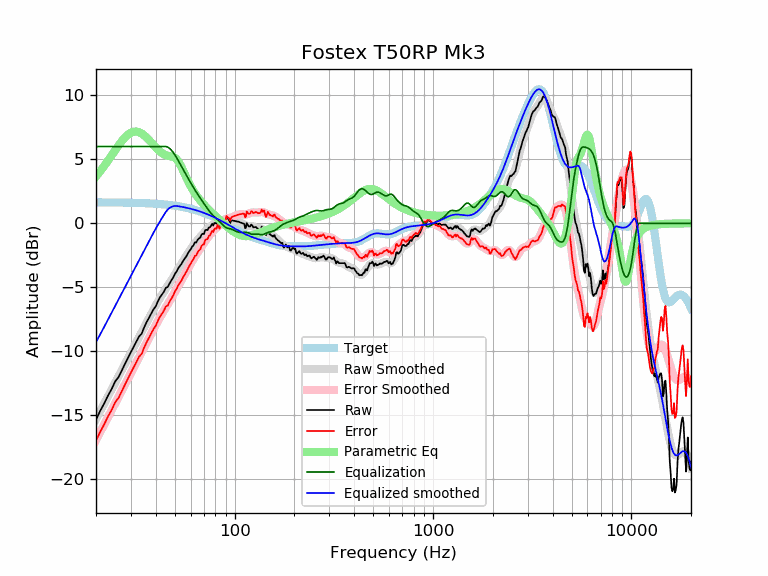 Fostex T50RP Mk3
10
5
0
−5
−10
−15
−20
Amplitude (dBr)
Target
Raw Smoothed
Error Smoothed
Raw
Error
Parametric Eq
Equalization
Equalized smoothed
100
1000
10000
Frequency (Hz)